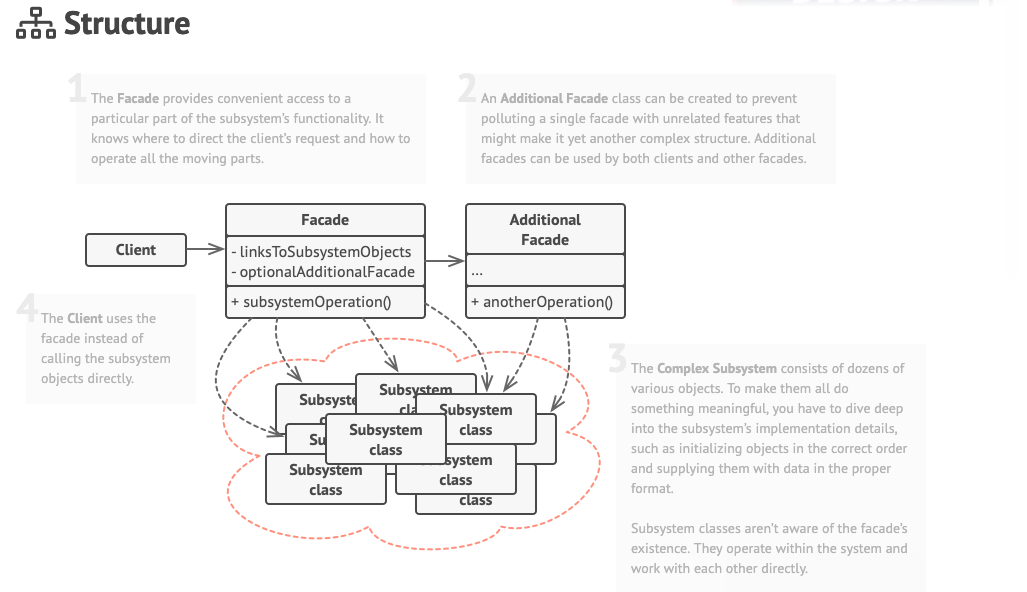 Structure
1
The Facade provides convenient access to a
particular part of the subsystem's functionality. It
knows where to direct the client's request and how to
operate all the moving parts.
2
An Additional Facade class can be created to prevent
polluting a single facade with unrelated features that
might make it yet another complex structure. Additional
facades can be used by both clients and other facades.
Client
Facade
- linksToSubsystemObjects
- optionalAdditionalFacade
+ subsystemOperation()
Additional
Facade
...
+ anotherOperation()
4
The Client uses the
facade instead of
calling the subsystem
objects directly.
3
The Complex Subsystem consists of dozens of
various objects. To make them all do
something meaningful, you have to dive deep
into the subsystem's implementation details,
such as initializing objects in the correct order
and supplying them with data in the proper
format.
Subsystem classes aren't aware of the facade's
existence. They operate within the system and
work with each other directly.
Subsystem
Subsystem
class
Subsystem
class
Subsystem
class
class
class